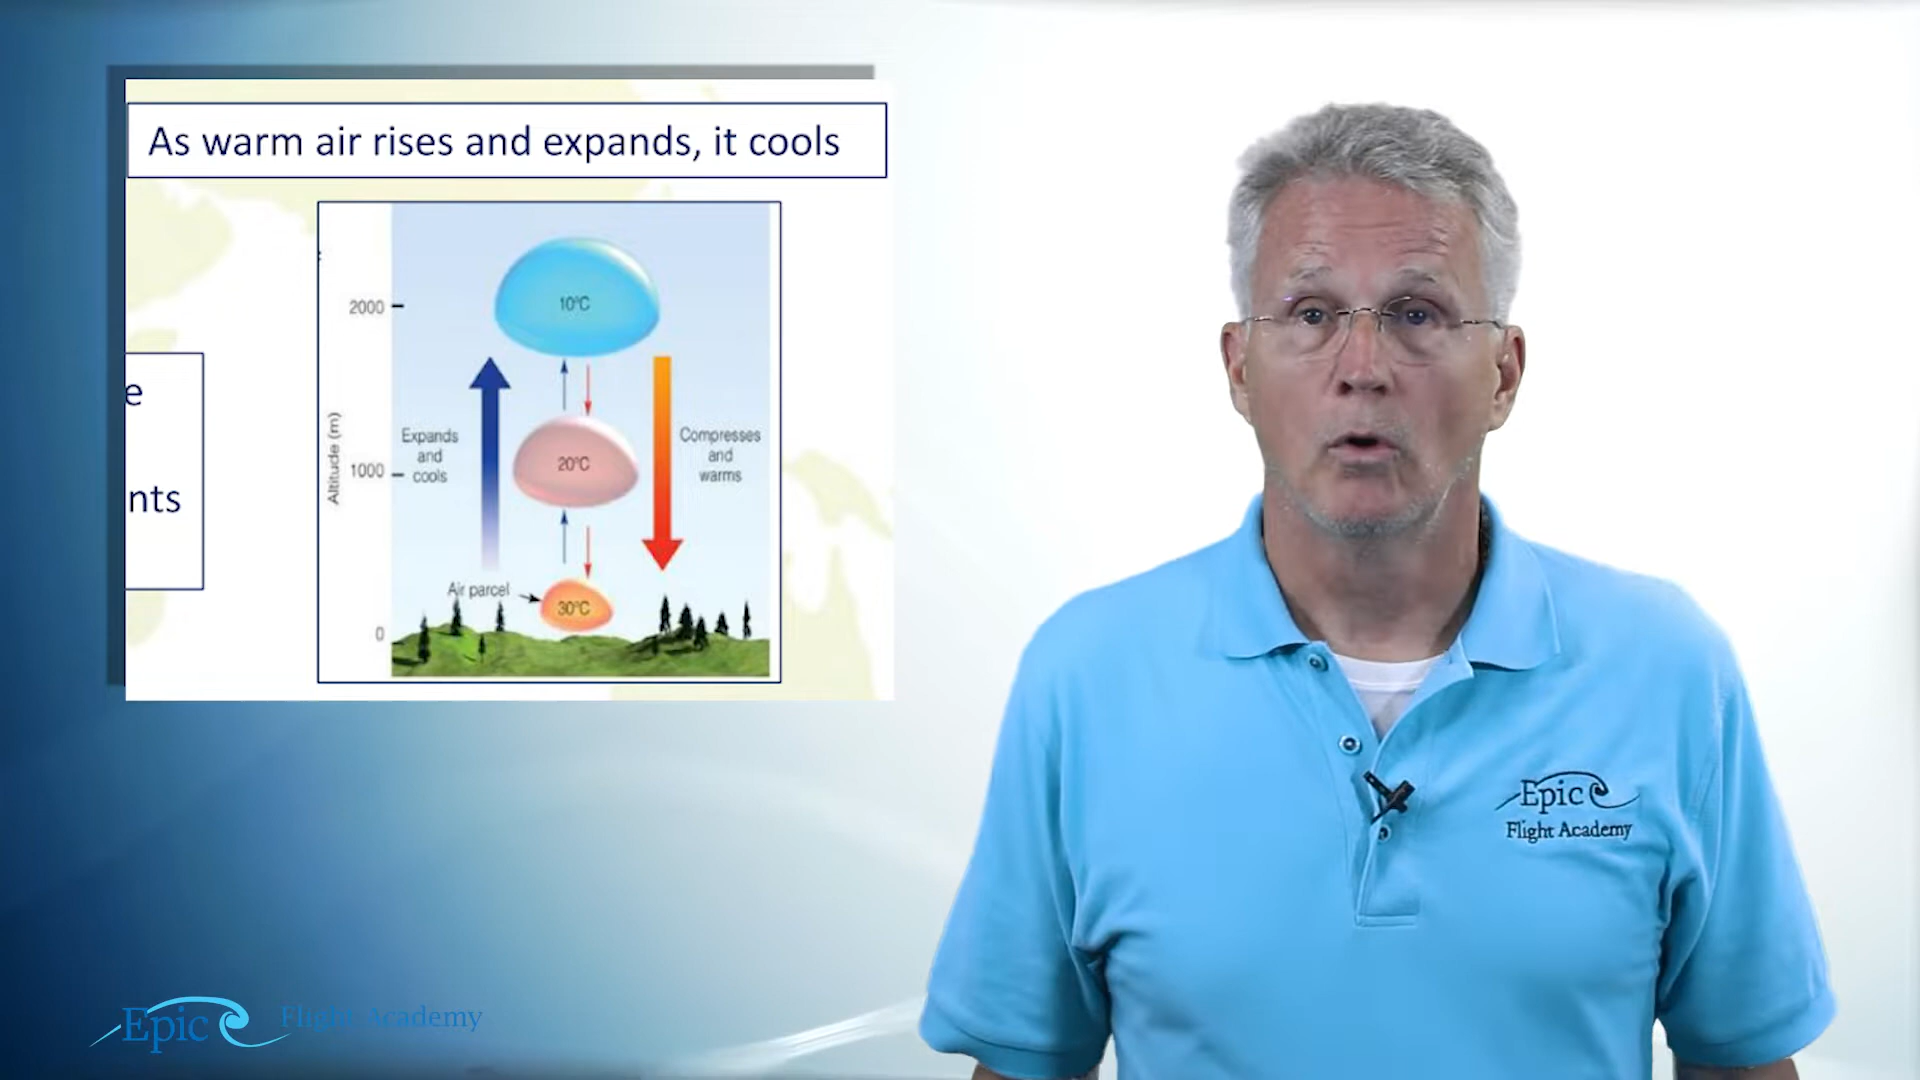 As warm air rises and expands, it cools
2000
10°C
e
nts
Altitude (m)
Expands
and
cools
Compresses
and
warms
1000
20°C
Air parcel
30°C
0
Epic
Flight Academy
Epic Flight Academy